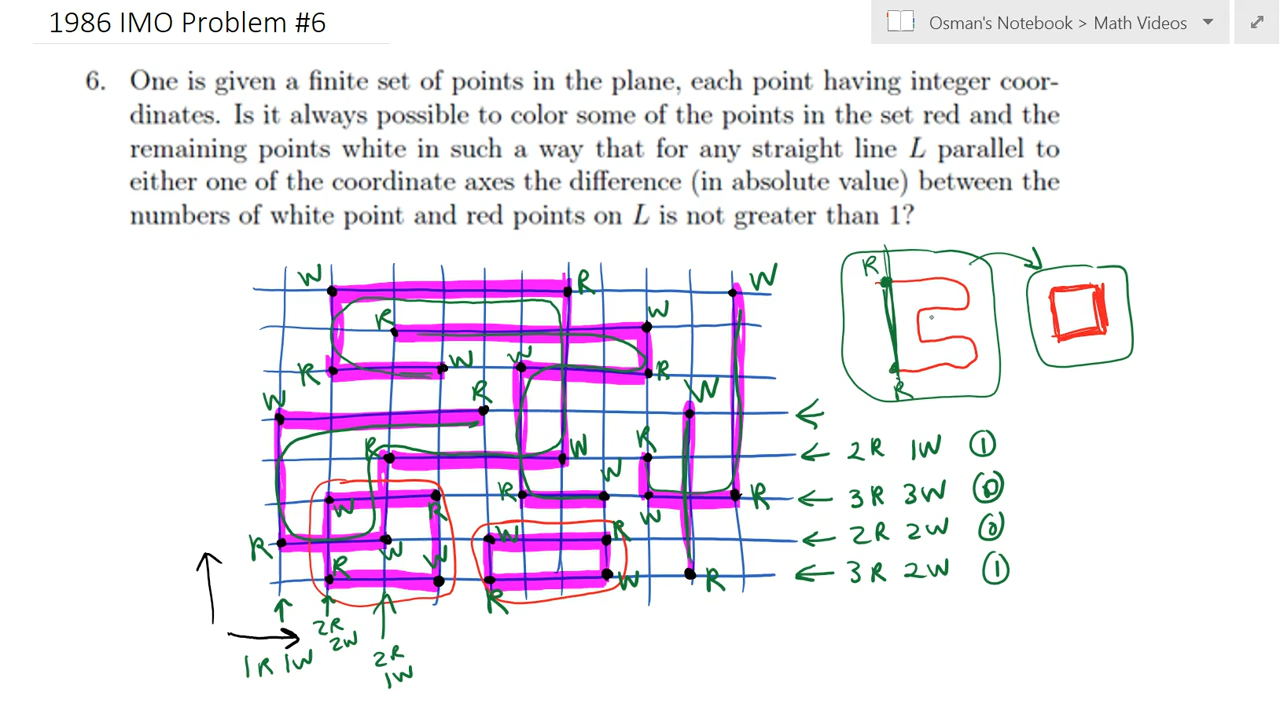 1986 IMO Problem #6
Osman's Notebook > Math Videos
6. One is given a finite set of points in the plane, each point having integer coor-
dinates. Is it always possible to color some of the points in the set red and the
remaining points white in such a way that for any straight line L parallel to
either one of the coordinate axes the difference (in absolute value) between the
numbers of white point and red points on L is not greater than 1?
W R W
R W
R W W R
W R W
R W R
2R 1W ①
W R R W W R
3R 3W ⓪
R W W R
2R 2W ⓪
R W R W R
3R 2W ①
1R 1W
2R
2W
2R
1W
R
R